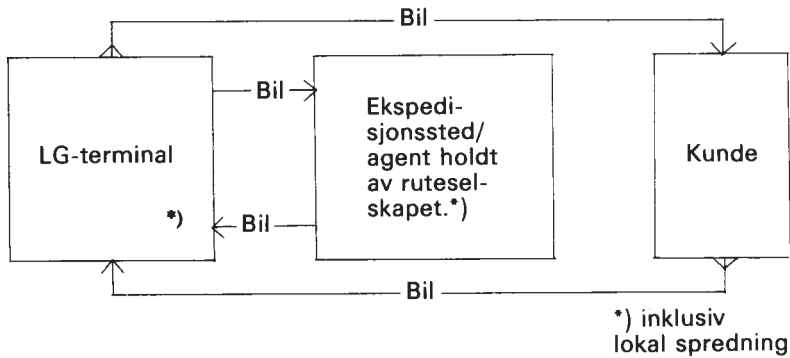 Bil
Bil
Ekspedi-
sjonssted/
agent holdt
av rutesel-
skapet.*)
LG-terminal
*)
Kunde
Bil
Bil
*) inklusiv
lokal spredning